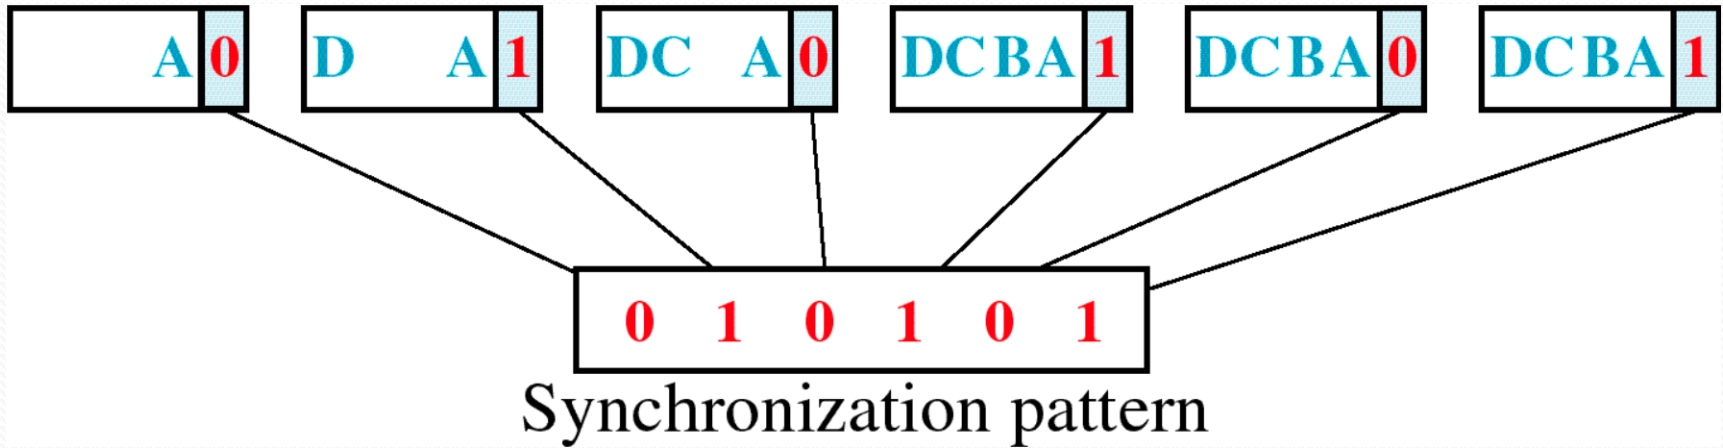 A 0 D A 1 DC A 0 DCBA 1 DCBA 0 DCBA 1
0 1 0 1 0 1
Synchronization pattern